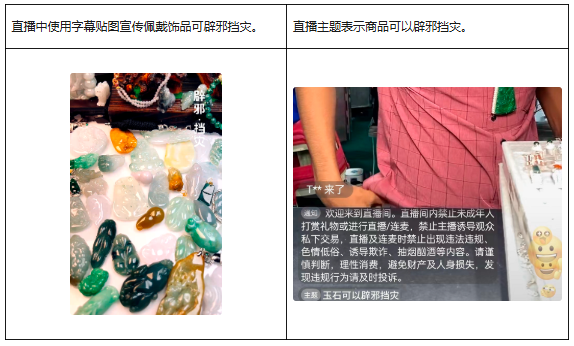 直播中使用字幕贴图宣传佩戴饰品可辟邪挡灾。
直播主题表示商品可以辟邪挡灾。
辟邪 挡灾
T** 来了
通知 欢迎来到直播间。直播间内禁止未成年人
打赏礼物或进行直播/连麦，禁止主播诱导观众
私下交易，直播及连麦时禁止出现违法违规、
色情低俗、诱导欺诈、抽烟酗酒等内容。请谨
慎判断，理性消费，避免财产及人身损失，发
现违规行为请及时投诉。
主题 玉石可以辟邪挡灾